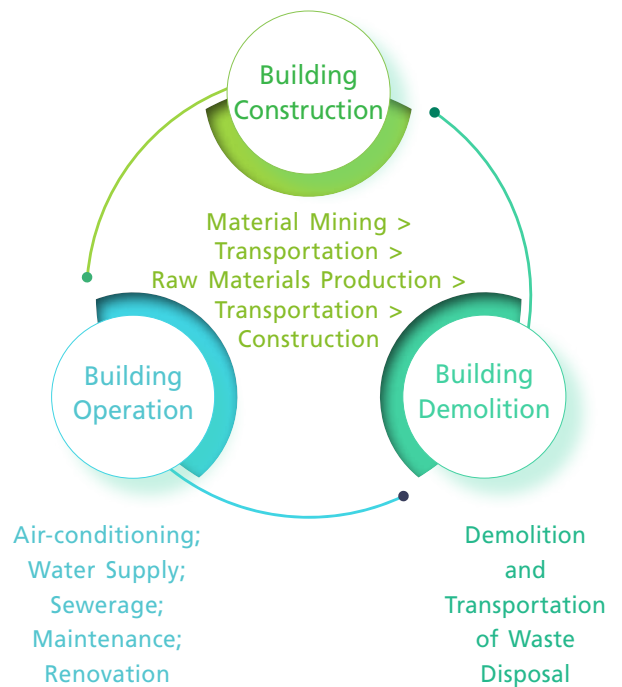 Building
Construction
Material Mining >
Transportation >
Raw Materials Production >
Transportation >
Construction
Building
Operation
Building
Demolition
Air-conditioning;
Water Supply;
Sewerage;
Maintenance;
Renovation
Demolition
and
Transportation
of Waste
Disposal